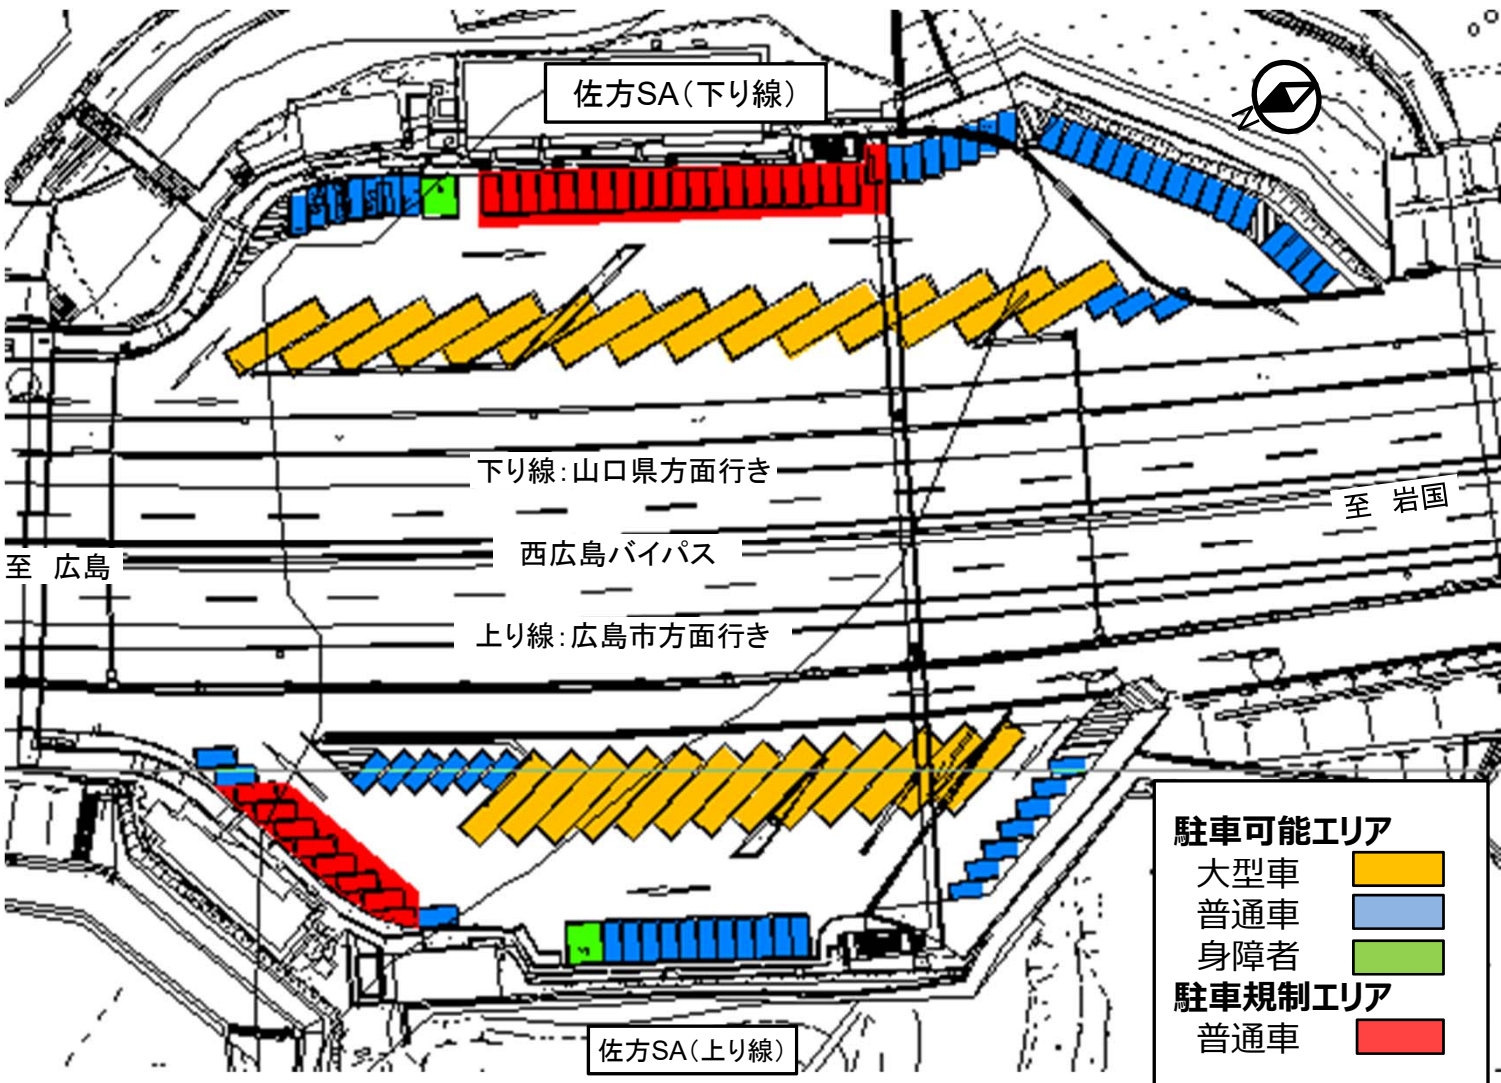 佐方SA(下り線)
下り線:山口県方面行き
至 岩国
西広島バイパス
至 広島
上り線:広島市方面行き
駐車可能エリア
大型車
普通車
身障者
駐車規制エリア
普通車
佐方SA(上り線)